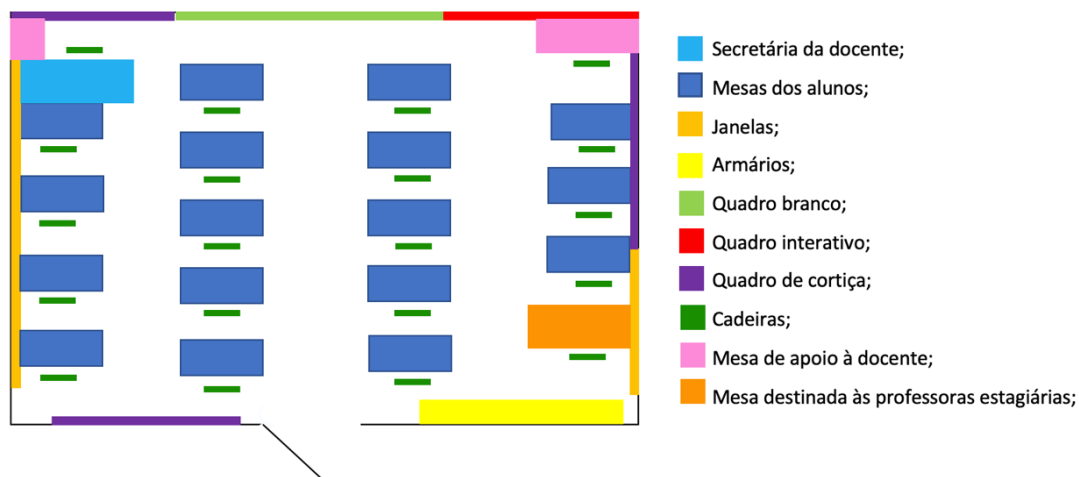 Secretária da docente;
Mesas dos alunos;
Janelas;
Armários;
Quadro branco;
Quadro interativo;
Quadro de cortiça;
Cadeiras;
Mesa de apoio à docente;
Mesa destinada às professoras estagiárias;